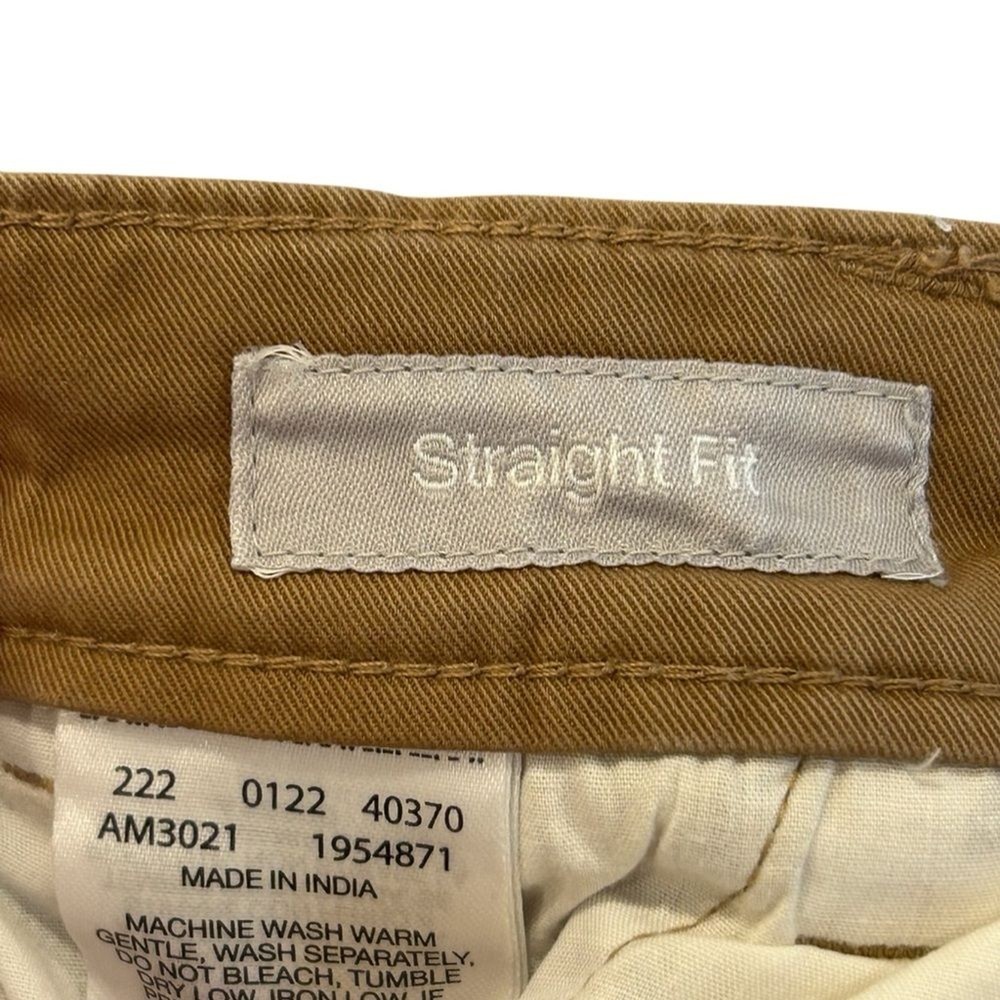 Straight Fit
222 0122 40370
AM3021 1954871
MADE IN INDIA
MACHINE WASH WARM
GENTLE, WASH SEPARATELY,
DO NOT BLEACH, TUMBLE
DRY LOW, IRON LOW, IF